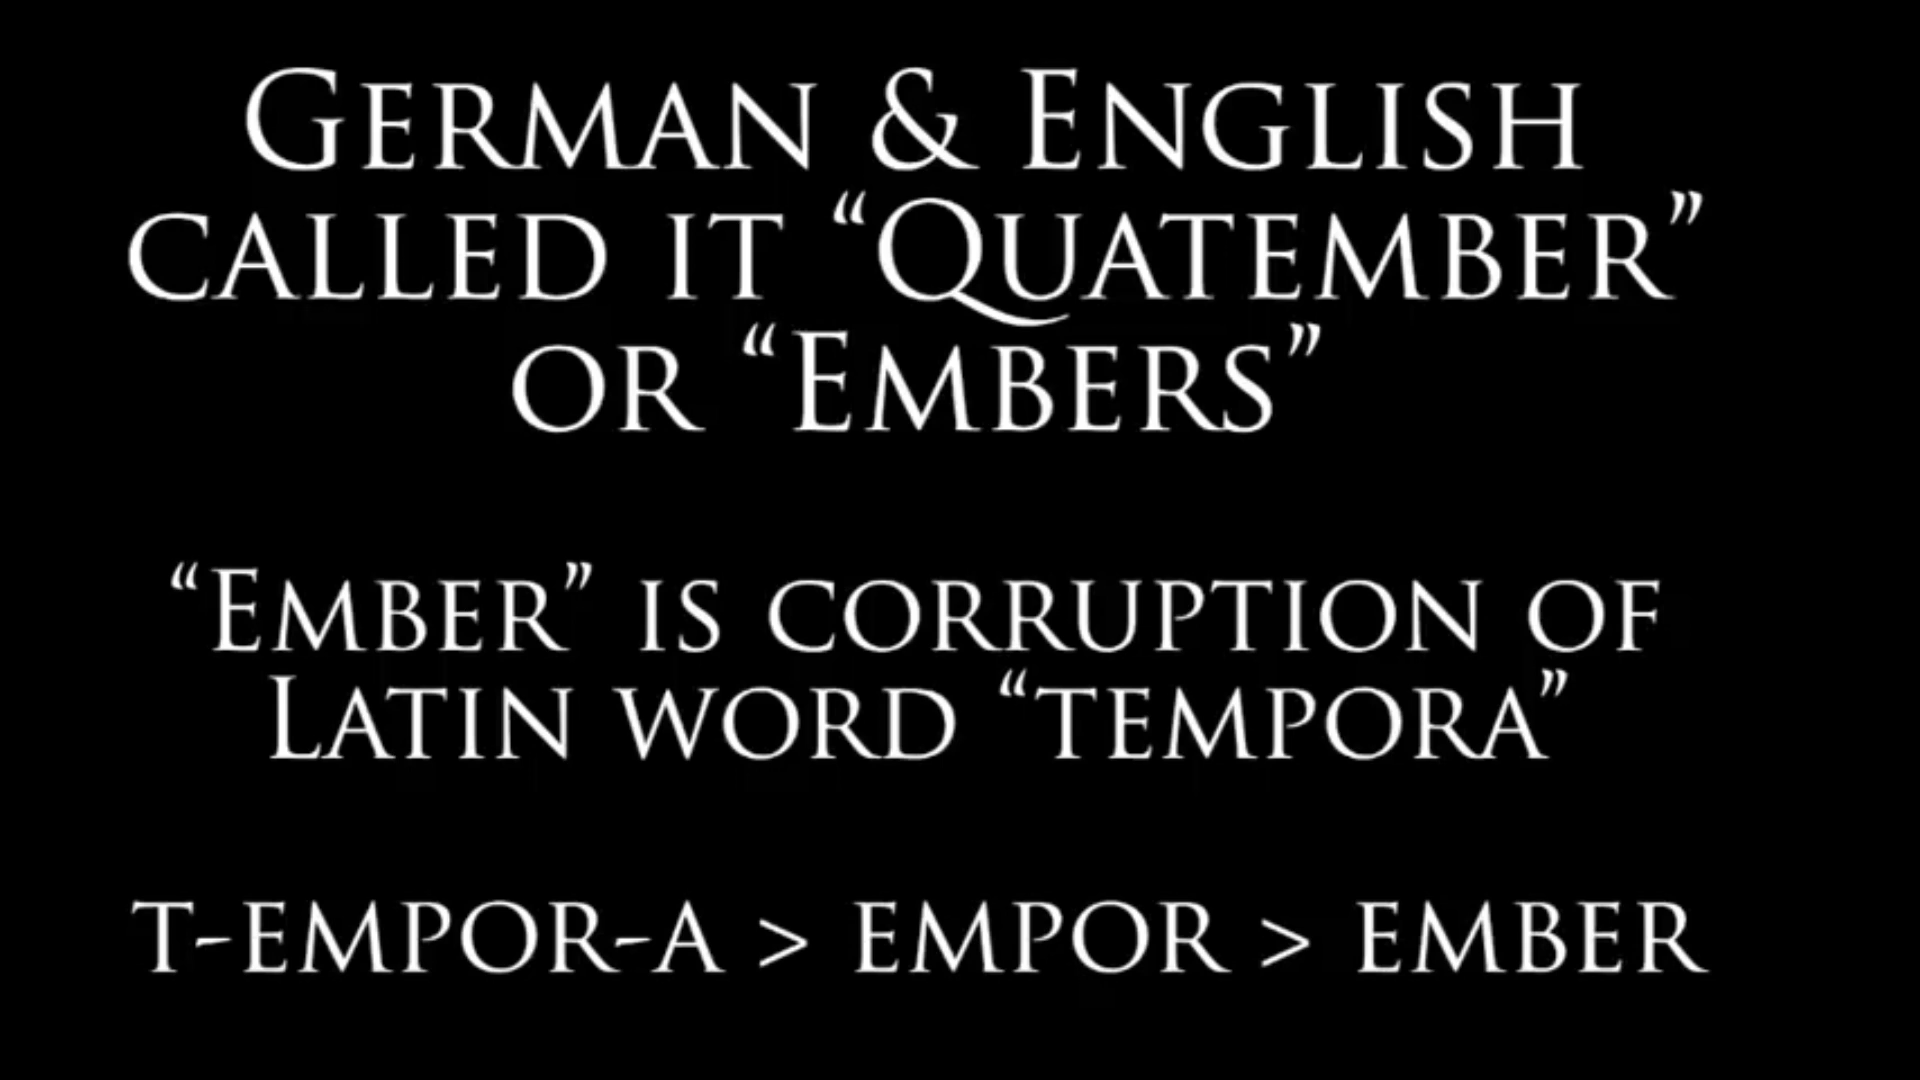 German & English
called it “Quatember”
or “Embers”
“Ember” is corruption of
Latin word “tempora”
t-empor-a > empor > ember